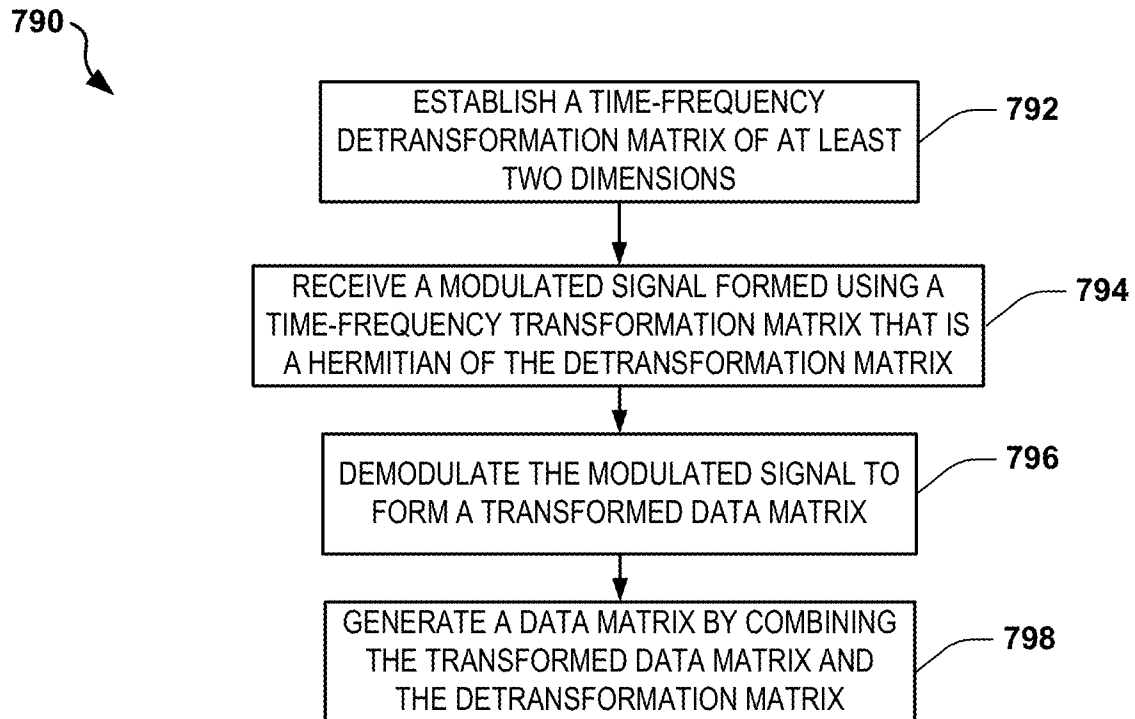 790
ESTABLISH A TIME-FREQUENCY
DETRANSFORMATION MATRIX OF AT LEAST
TWO DIMENSIONS
792
RECEIVE A MODULATED SIGNAL FORMED USING A
TIME-FREQUENCY TRANSFORMATION MATRIX THAT IS
A HERMITIAN OF THE DETRANSFORMATION MATRIX
794
DEMODULATE THE MODULATED SIGNAL TO
FORM A TRANSFORMED DATA MATRIX
796
GENERATE A DATA MATRIX BY COMBINING
THE TRANSFORMED DATA MATRIX AND
THE DETRANSFORMATION MATRIX
798